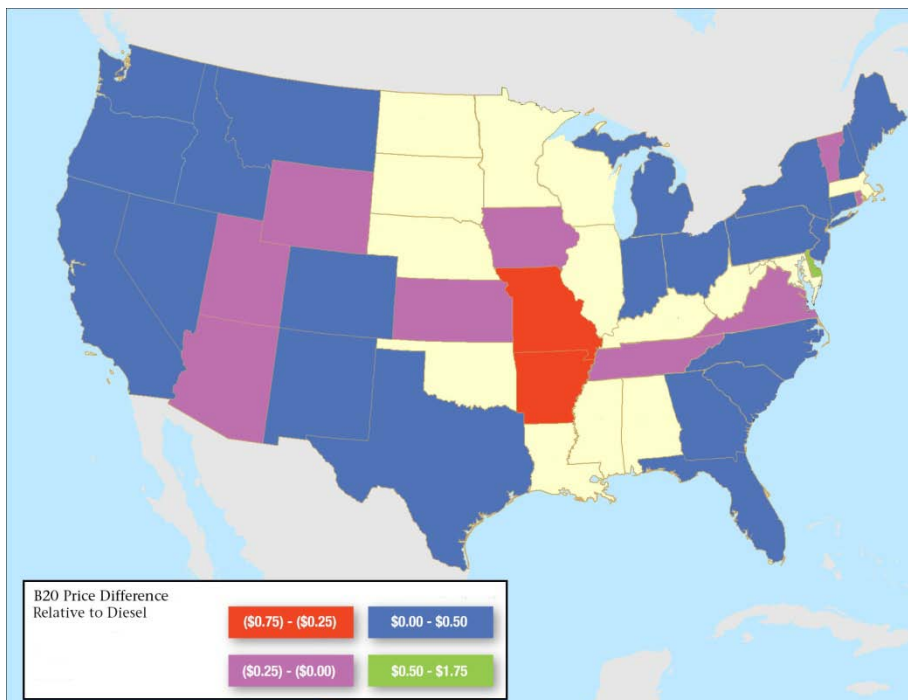 B20 Price Difference
Relative to Diesel
($0.75) - ($0.25)
$0.00 - $0.50
($0.25) - ($0.00)
$0.50 - $1.75